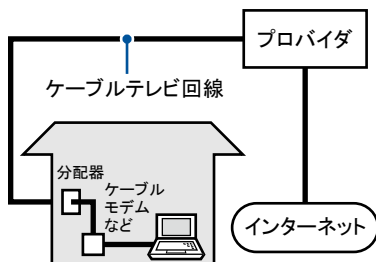 プロバイダ
ケーブルテレビ回線
分配器
ケーブル
モデム
など
インターネット